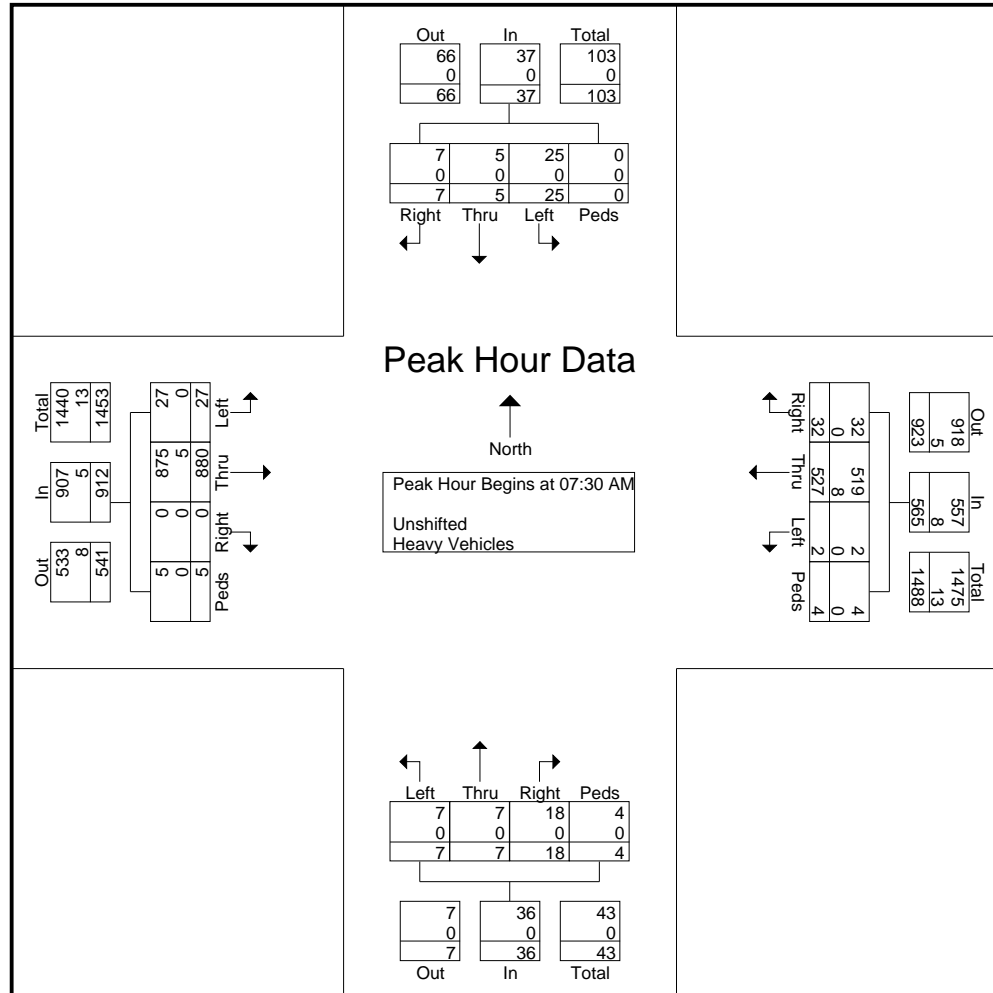 Out In Total
66 37 103
0 0 0
66 37 103
7 5 25 0
0 0 0 0
7 5 25 0
Right Thru Left Peds
Peak Hour Data
North
Peak Hour Begins at 07:30 AM
Unshifted
Heavy Vehicles
Left Thru Right Peds
27 880 0 5
0 5 0 0
27 875 0 5
Total In Out
1453 912 541
13 5 8
1440 907 533
Out In Total
918 557 1475
5 8 13
923 565 1488
32 519 2 4
0 8 0 0
32 527 2 4
Right Thru Left Peds
Left Thru Right Peds
7 7 18 4
0 0 0 0
7 7 18 4
7 36 43
0 0 0
7 36 43
Out In Total